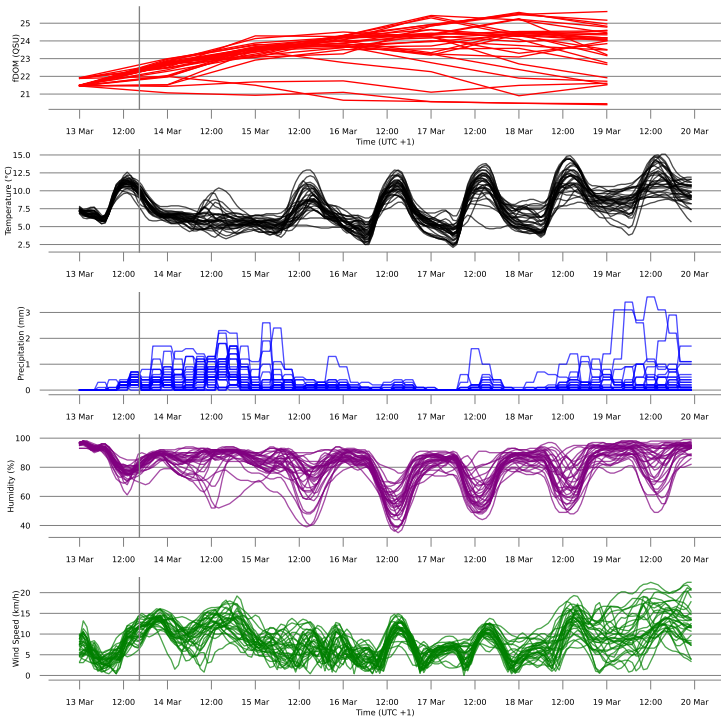 fDOM (QSU)
25
24
23
22
21
13 Mar 12:00 14 Mar 12:00 15 Mar 12:00 16 Mar 12:00 17 Mar 12:00 18 Mar 12:00 19 Mar 12:00 20 Mar
Time (UTC +1)
Temperature (°C)
15.0
12.5
10.0
7.5
5.0
2.5
13 Mar 12:00 14 Mar 12:00 15 Mar 12:00 16 Mar 12:00 17 Mar 12:00 18 Mar 12:00 19 Mar 12:00 20 Mar
Precipitation (mm)
3
2
1
0
13 Mar 12:00 14 Mar 12:00 15 Mar 12:00 16 Mar 12:00 17 Mar 12:00 18 Mar 12:00 19 Mar 12:00 20 Mar
Humidity (%)
100
80
60
40
13 Mar 12:00 14 Mar 12:00 15 Mar 12:00 16 Mar 12:00 17 Mar 12:00 18 Mar 12:00 19 Mar 12:00 20 Mar
Wind Speed (km/h)
20
15
10
5
0
13 Mar 12:00 14 Mar 12:00 15 Mar 12:00 16 Mar 12:00 17 Mar 12:00 18 Mar 12:00 19 Mar 12:00 20 Mar
Time (UTC +1)